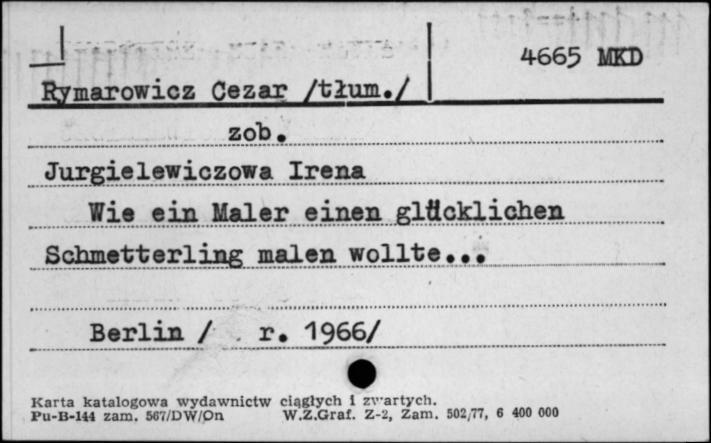 4665 MKD
Rymarowicz Cezar /tłum./
zob.
Jurgielewiczowa Irena
Wie ein Maler einen glücklichen
Schmetterling malen wollte...
Berlin / r. 1966/
Karta katalogowa wydawnictw ciągłych i zwartych.
Pu-B-144 zam. 567/DW/On W.Z.Graf. Z-2, Zam. 502/77, 6 400 000